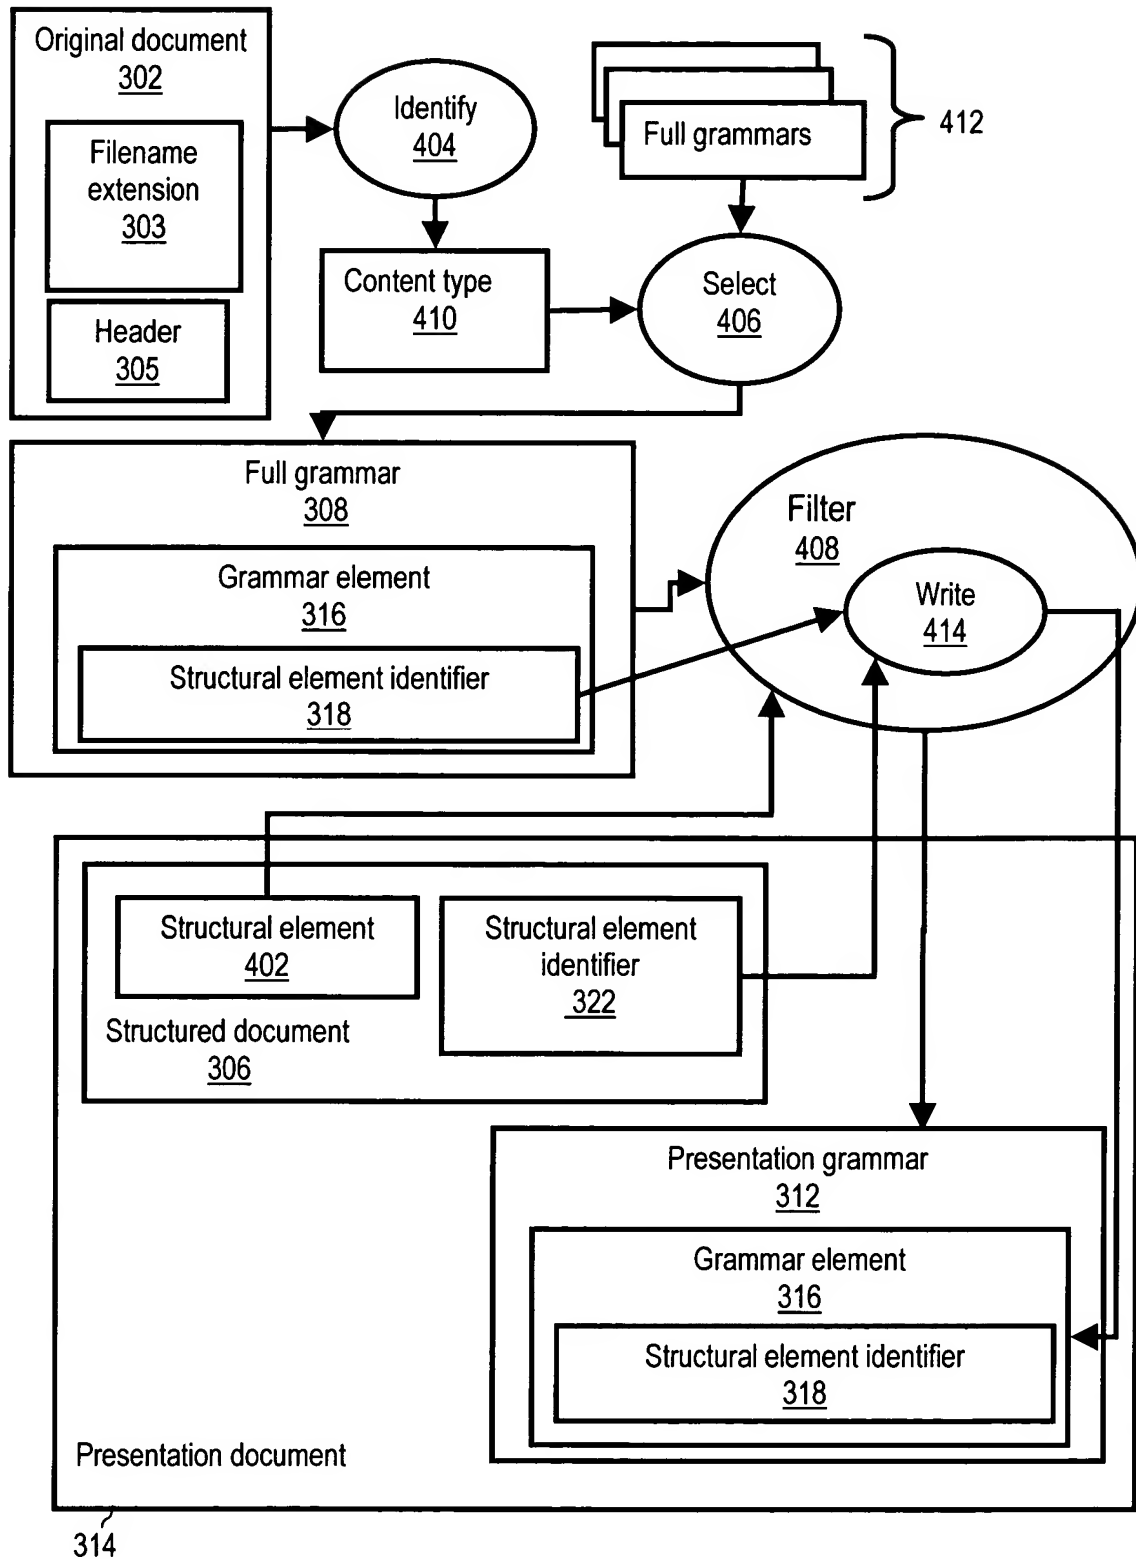 Original document
302
Filename
extension
303
Header
305
Identify
404
Full grammars
412
Content type
410
Select
406
Full grammar
308
Grammar element
316
Structural element identifier
318
Filter
408
Write
414
Structural element
402
Structural element
identifier
322
Structured document
306
Presentation grammar
312
Grammar element
316
Structural element identifier
318
Presentation document
314